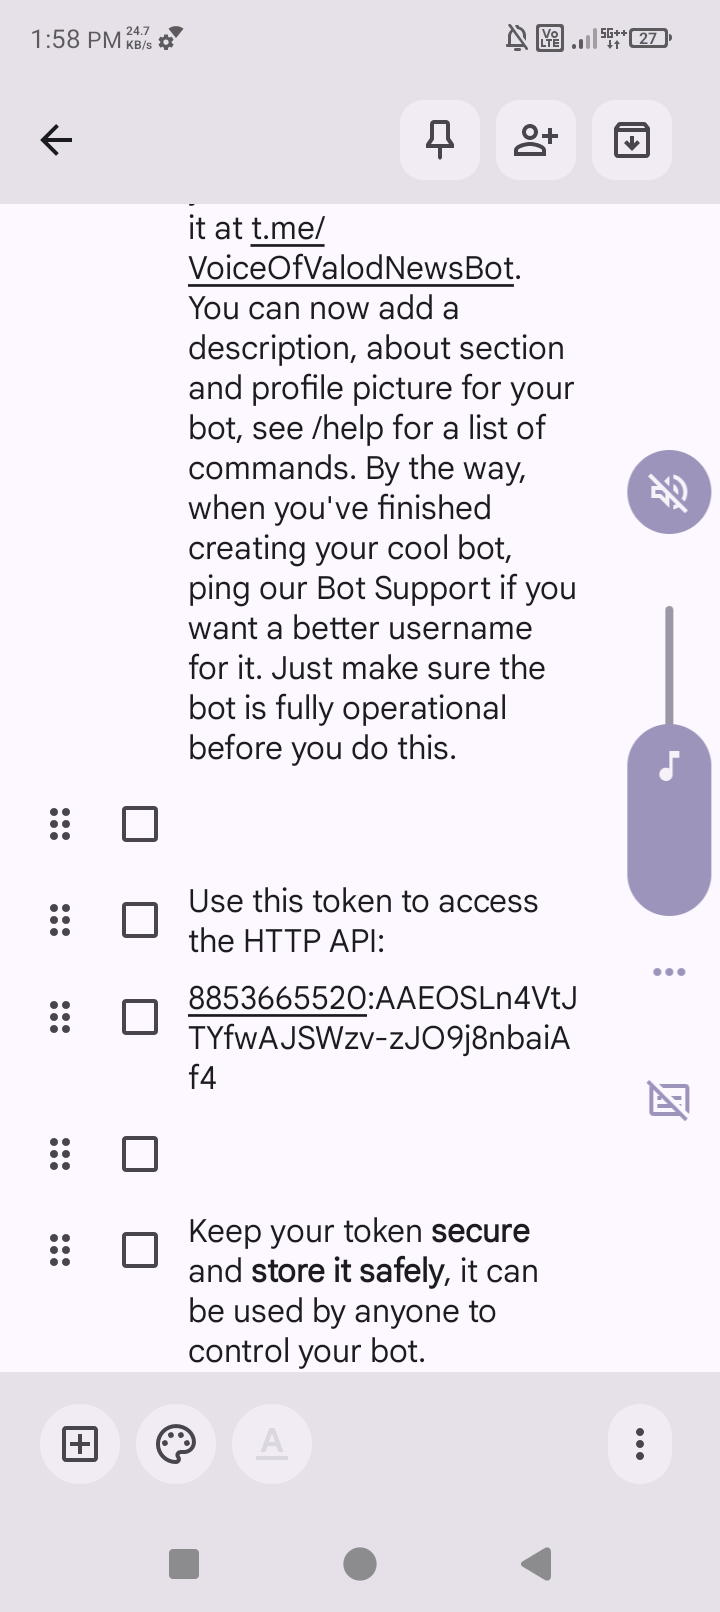 1:58 PM 24.7 KB/s
Vo LTE 5G++ 27
it at t.me/
VoiceOfValodNewsBot.
You can now add a
description, about section
and profile picture for your
bot, see /help for a list of
commands. By the way,
when you've finished
creating your cool bot,
ping our Bot Support if you
want a better username
for it. Just make sure the
bot is fully operational
before you do this.
Use this token to access
the HTTP API:
8853665520:AAEOSLn4VtJ
TYfwAJSWzv-zJO9j8nbaiA
f4
Keep your token secure
and store it safely, it can
be used by anyone to
control your bot.
A